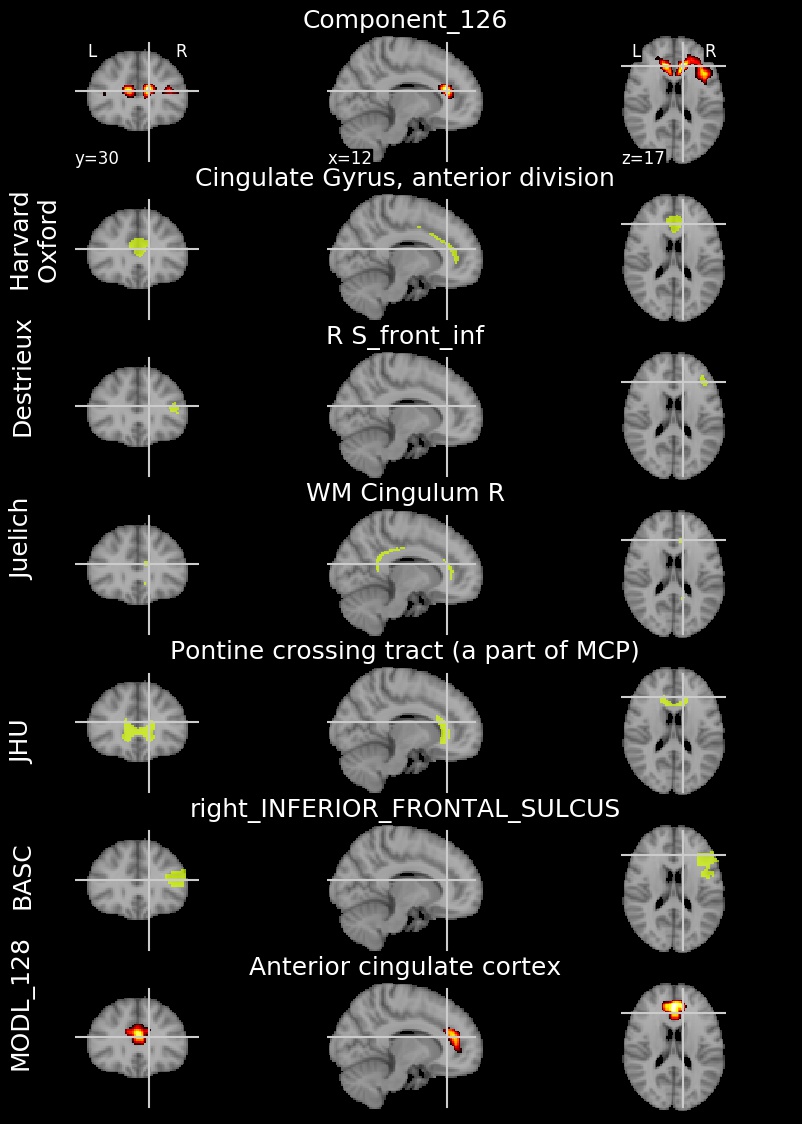 Component_126
L R
L R
y=30 x=12 z=17
Cingulate Gyrus, anterior division
Harvard
Oxford
R S_front_inf
Destrieux
WM Cingulum R
Juelich
Pontine crossing tract (a part of MCP)
JHU
right_INFERIOR_FRONTAL_SULCUS
BASC
Anterior cingulate cortex
MODL_128